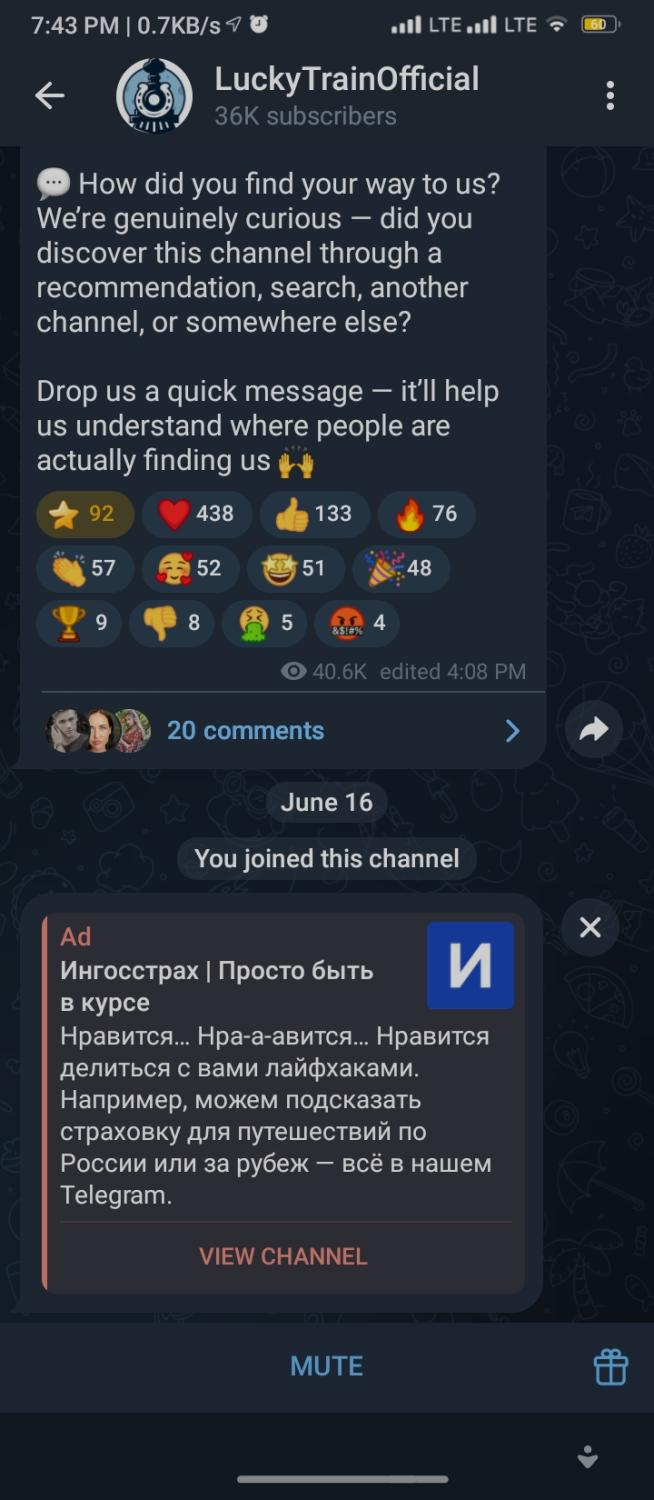 7:43 PM | 0.7KB/s LTE LTE 60
LuckyTrainOfficial
36K subscribers
💬 How did you find your way to us?
We’re genuinely curious — did you
discover this channel through a
recommendation, search, another
channel, or somewhere else?
Drop us a quick message — it’ll help
us understand where people are
actually finding us 🙌
⭐ 92 ❤️ 438 👍 133 🔥 76
👏 57 🥰 52 🤩 51 🎉 48
🏆 9 👎 8 🤮 5 🤬 4
40.6K edited 4:08 PM
20 comments
June 16
You joined this channel
Ad
Ингосстрах | Просто быть
в курсе
И
Нравится… Нра-а-авится… Нравится
делиться с вами лайфхаками.
Например, можем подсказать
страховку для путешествий по
России или за рубеж — всё в нашем
Telegram.
VIEW CHANNEL
MUTE